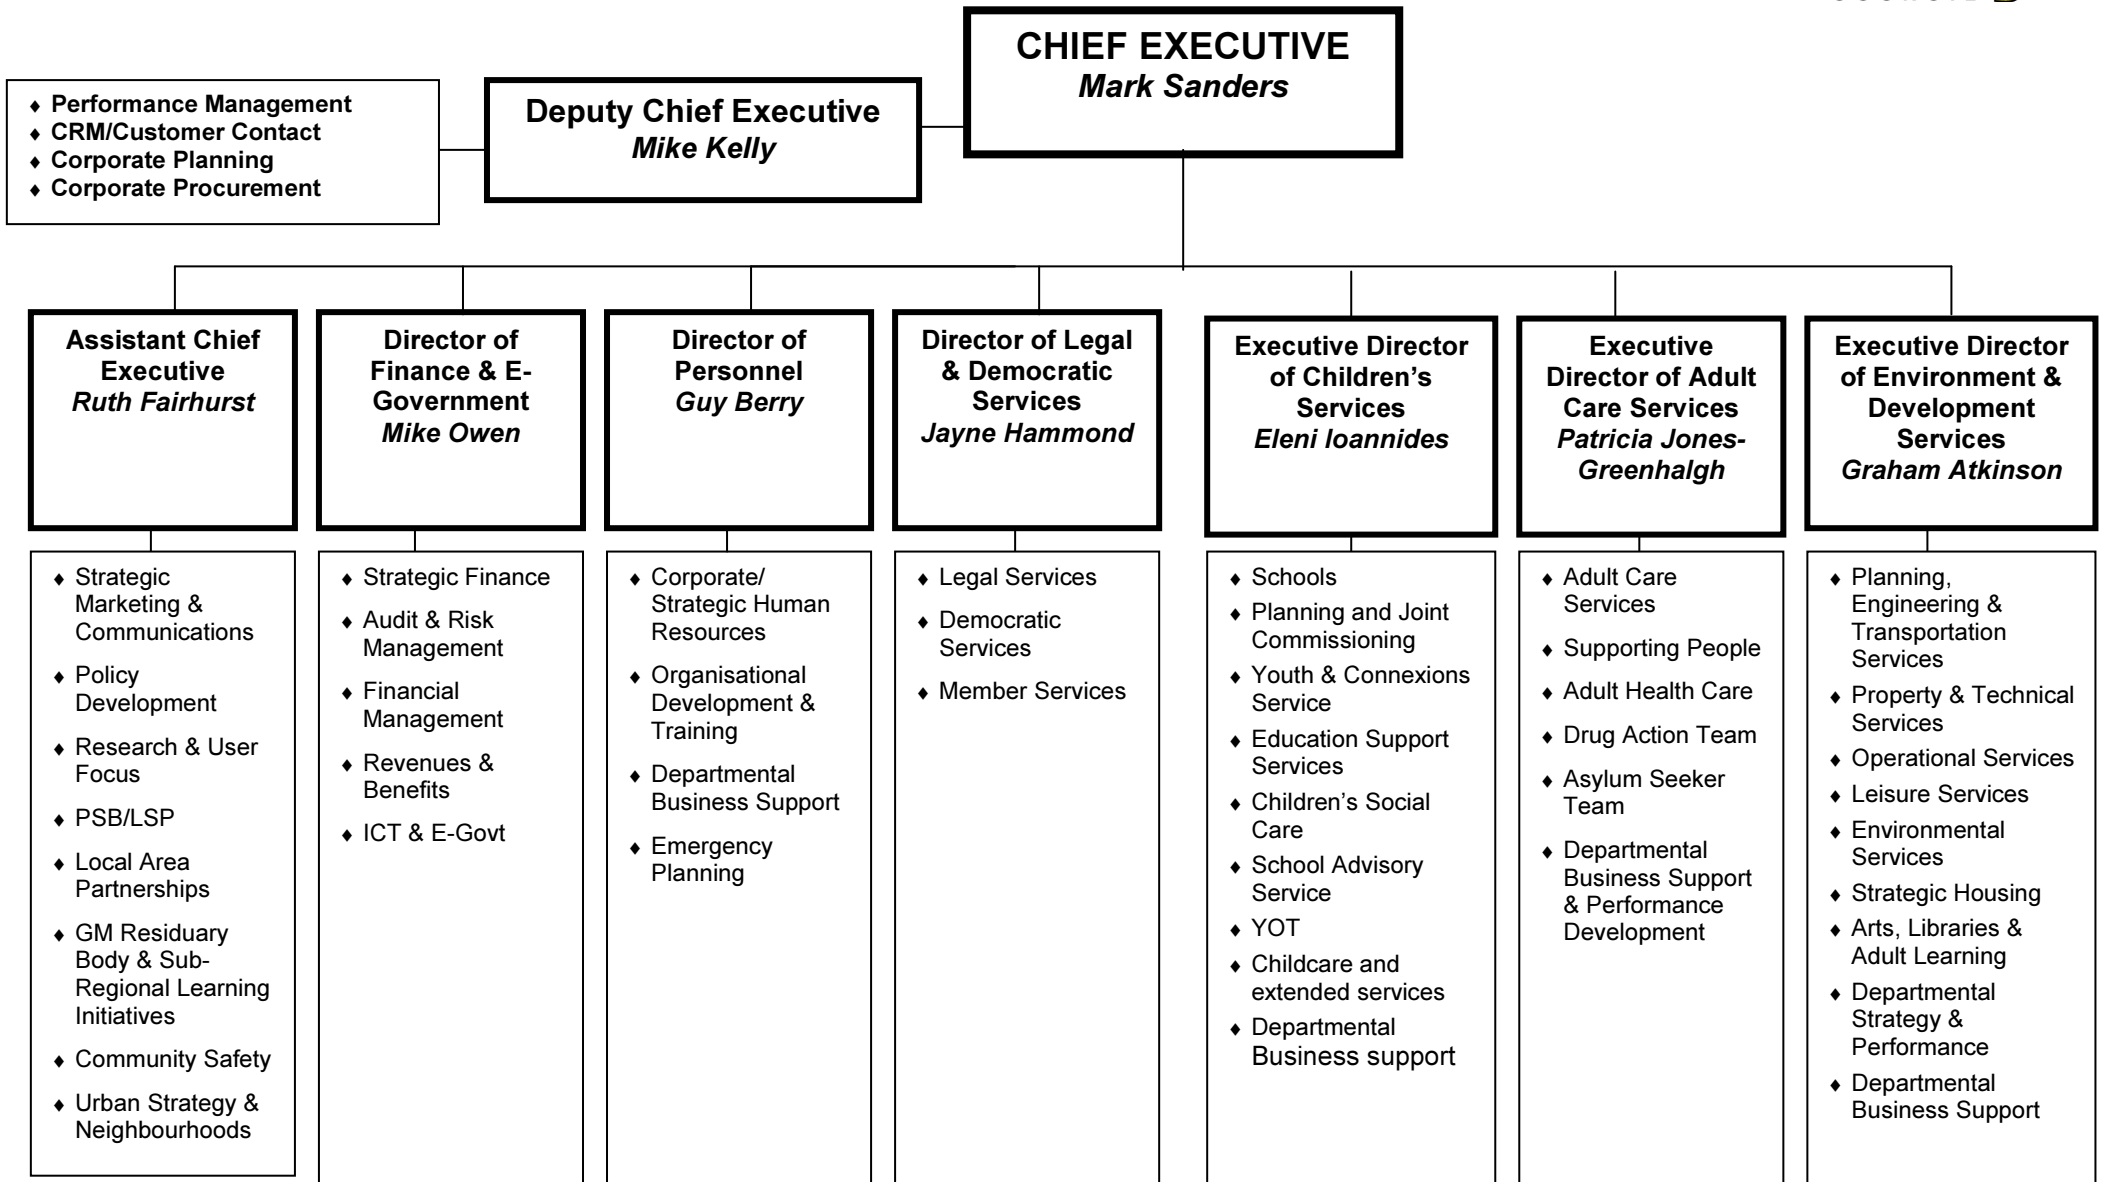 CHIEF EXECUTIVE
Mark Sanders
Deputy Chief Executive
Mike Kelly
♦ Performance Management
♦ CRM/Customer Contact
♦ Corporate Planning
♦ Corporate Procurement
Assistant Chief
Executive
Ruth Fairhurst
♦ Strategic
Marketing &
Communications
♦ Policy
Development
♦ Research & User
Focus
♦ PSB/LSP
♦ Local Area
Partnerships
♦ GM Residuary
Body & Sub-
Regional Learning
Initiatives
♦ Community Safety
♦ Urban Strategy &
Neighbourhoods
Director of
Finance & E-
Government
Mike Owen
♦ Strategic Finance
♦ Audit & Risk
Management
♦ Financial
Management
♦ Revenues &
Benefits
♦ ICT & E-Govt
Director of
Personnel
Guy Berry
♦ Corporate/
Strategic Human
Resources
♦ Organisational
Development &
Training
♦ Departmental
Business Support
♦ Emergency
Planning
Director of Legal
& Democratic
Services
Jayne Hammond
♦ Legal Services
♦ Democratic
Services
♦ Member Services
Executive Director
of Children’s
Services
Eleni Ioannides
♦ Schools
♦ Planning and Joint
Commissioning
♦ Youth & Connexions
Service
♦ Education Support
Services
♦ Children’s Social
Care
♦ School Advisory
Service
♦ YOT
♦ Childcare and
extended services
♦ Departmental
Business support
Executive
Director of Adult
Care Services
Patricia Jones-
Greenhalgh
♦ Adult Care
Services
♦ Supporting People
♦ Adult Health Care
♦ Drug Action Team
♦ Asylum Seeker
Team
♦ Departmental
Business Support
& Performance
Development
Executive Director
of Environment &
Development
Services
Graham Atkinson
♦ Planning,
Engineering &
Transportation
Services
♦ Property & Technical
Services
♦ Operational Services
♦ Leisure Services
♦ Environmental
Services
♦ Strategic Housing
♦ Arts, Libraries &
Adult Learning
♦ Departmental
Strategy &
Performance
♦ Departmental
Business Support